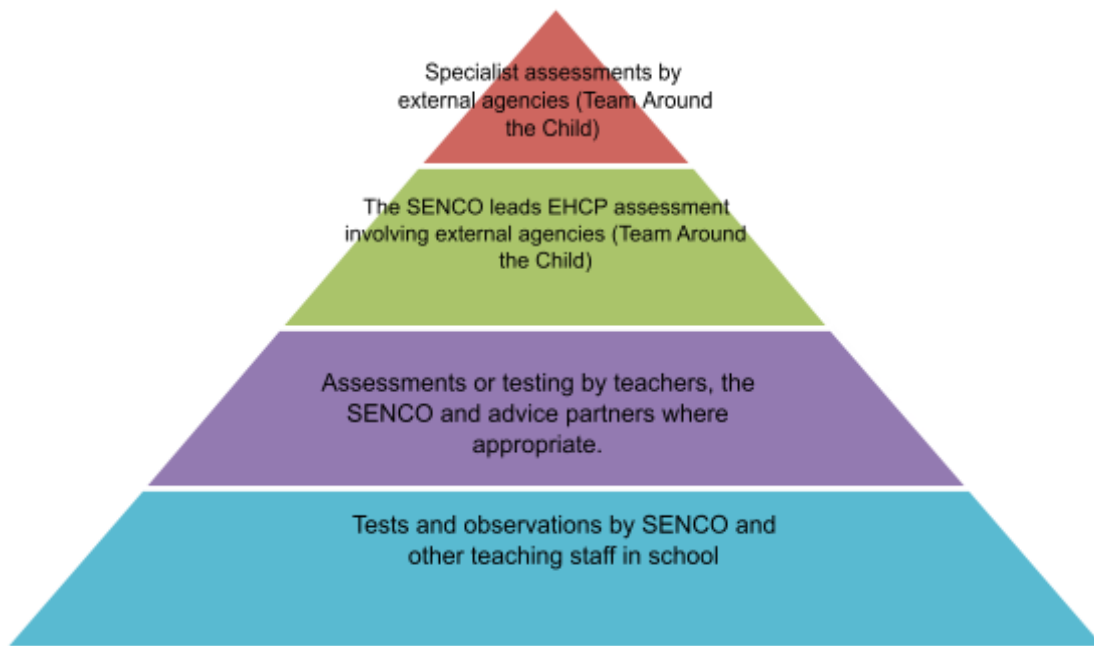 Specialist assessments by
external agencies (Team Around
the Child)
The SENCO leads EHCP assessment
involving external agencies (Team Around
the Child)
Assessments or testing by teachers, the
SENCO and advice partners where
appropriate.
Tests and observations by SENCO and
other teaching staff in school